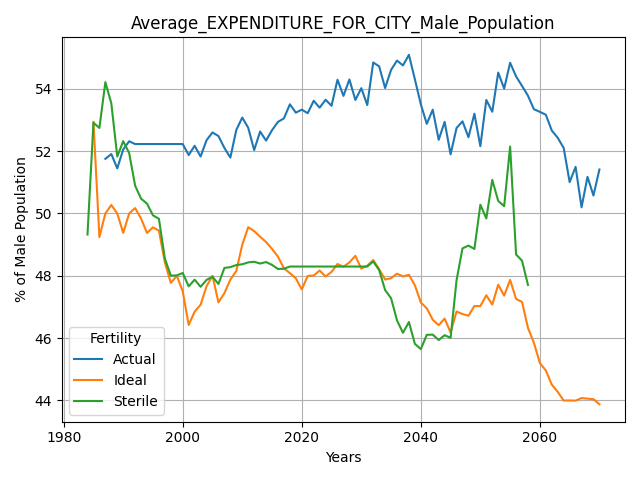 Average_EXPENDITURE_FOR_CITY_Male_Population
% of Male Population
54
52
50
48
46
44
Fertility
Actual
Ideal
Sterile
1980 2000 2020 2040 2060
Years